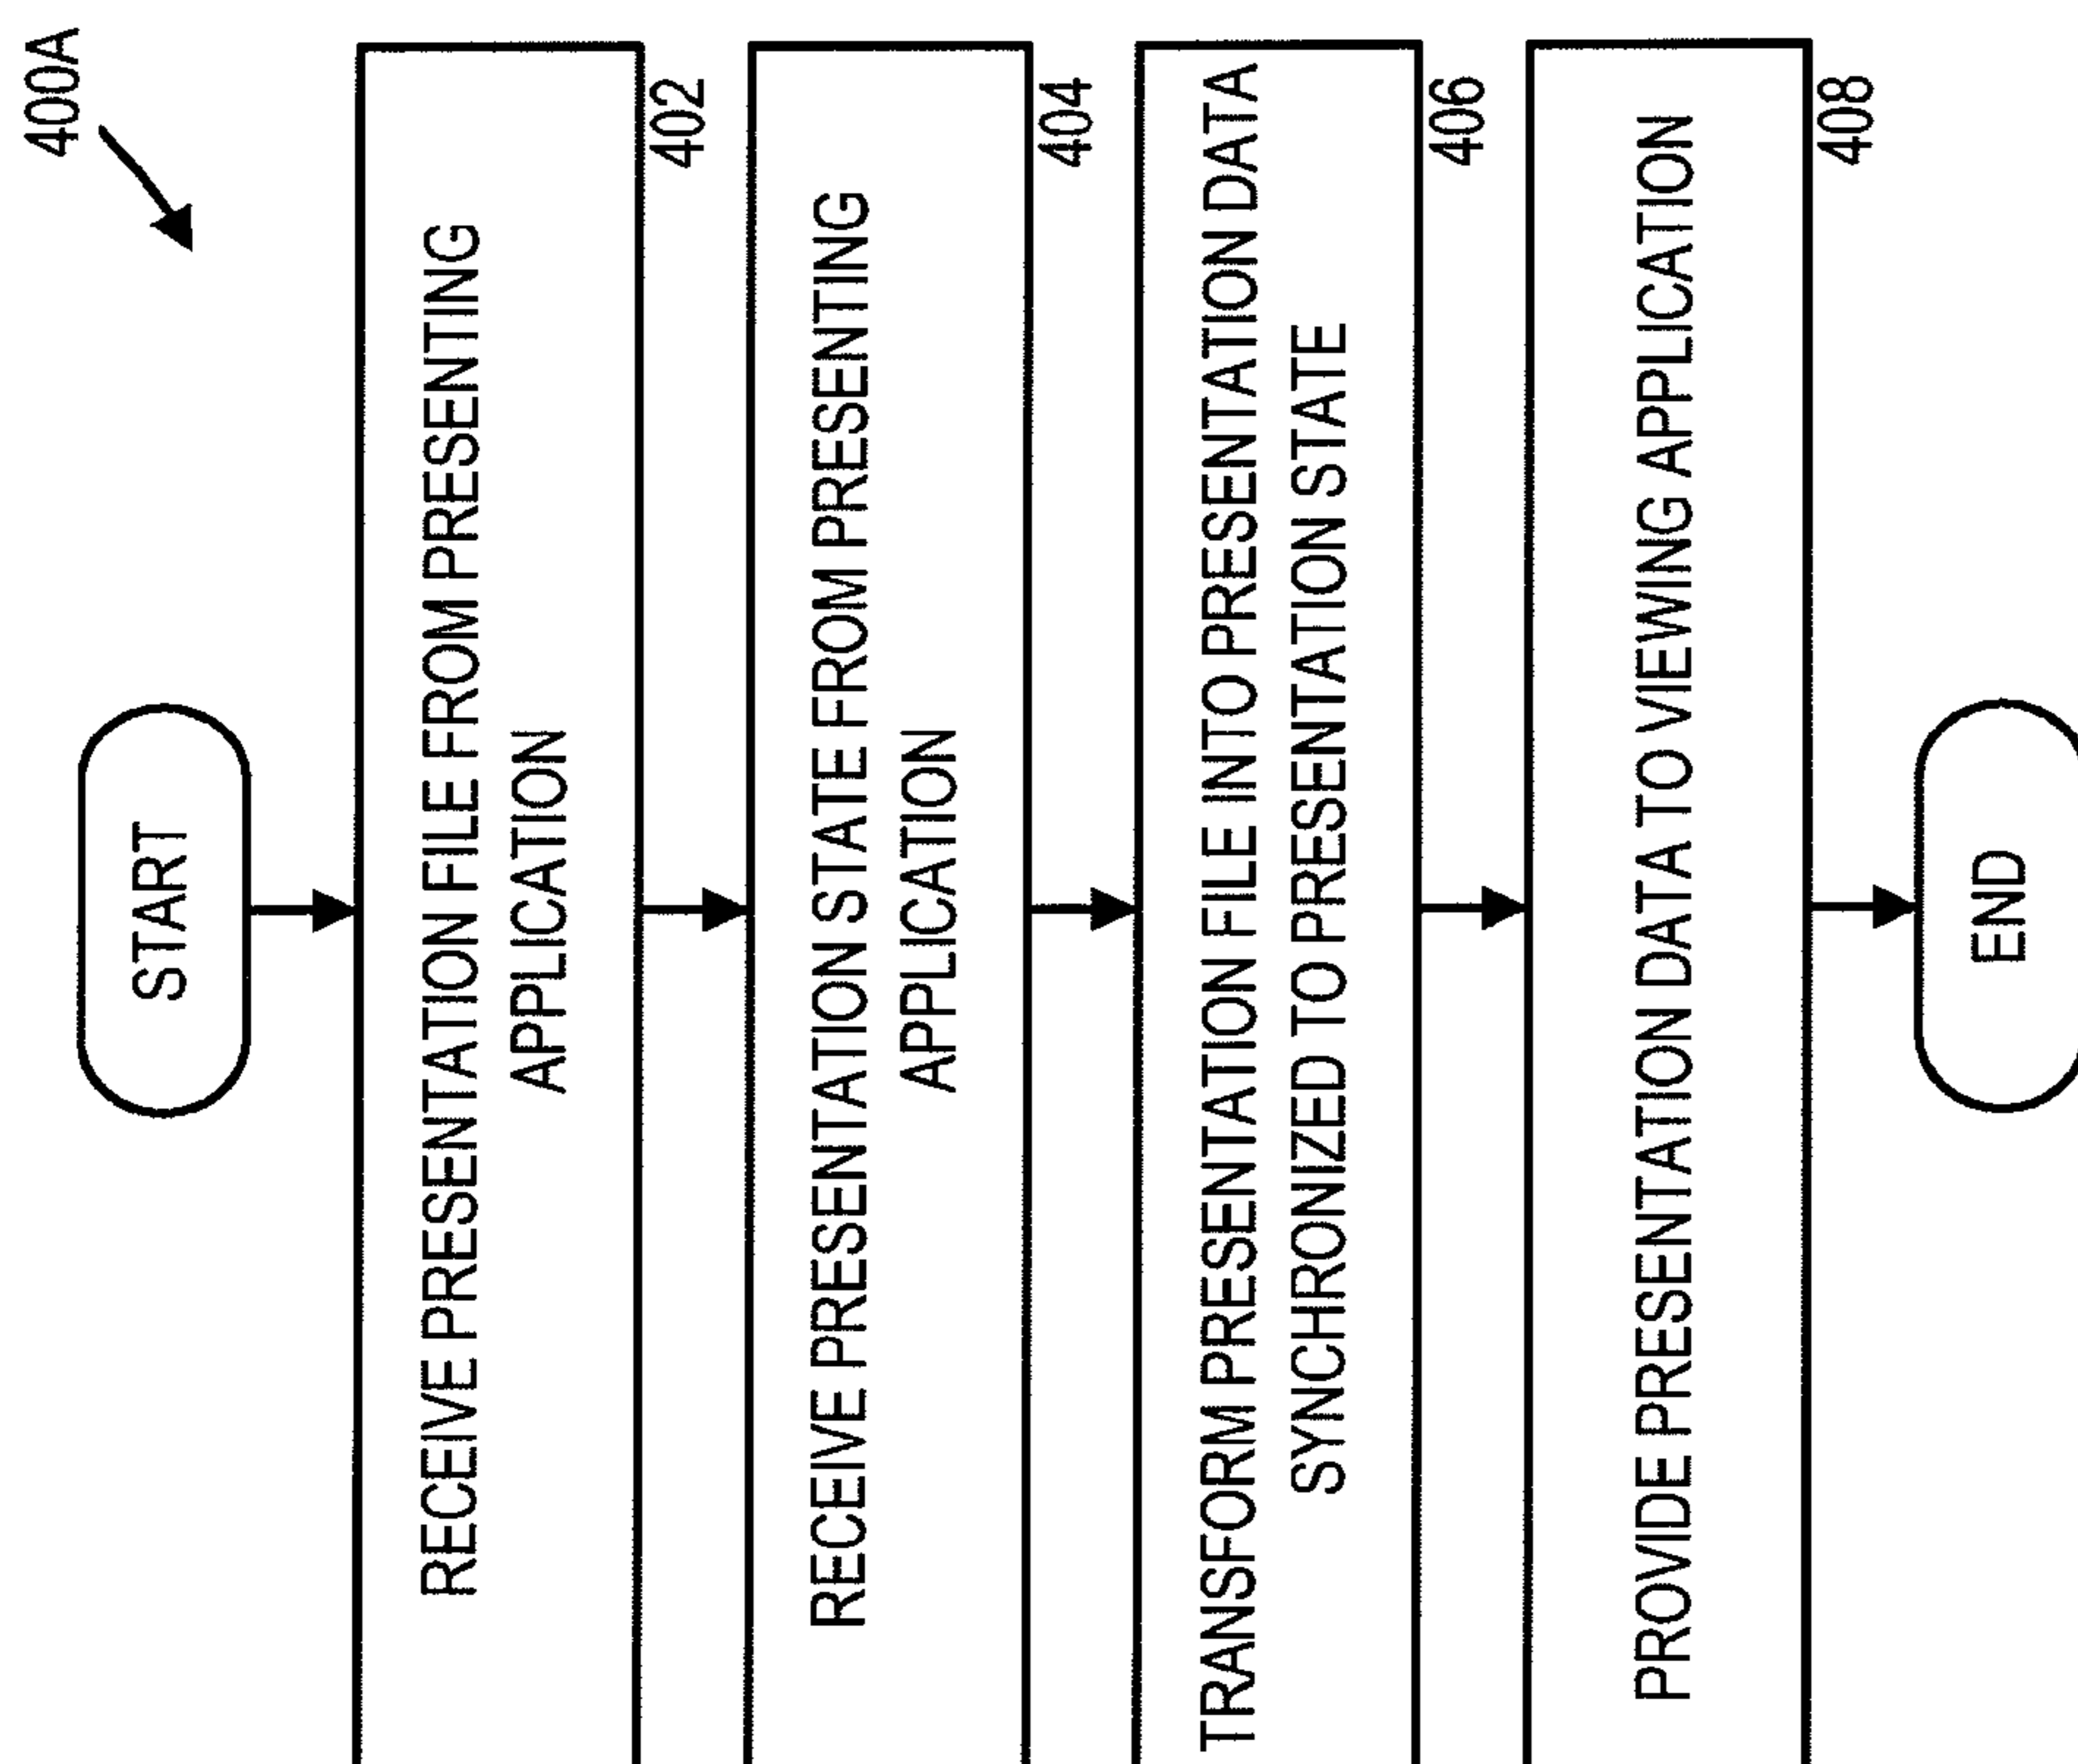 400A
START
RECEIVE PRESENTATION FILE FROM PRESENTING
APPLICATION
402
RECEIVE PRESENTATION STATE FROM PRESENTING
APPLICATION
404
TRANSFORM PRESENTATION FILE INTO PRESENTATION DATA
SYNCHRONIZED TO PRESENTATION STATE
406
PROVIDE PRESENTATION DATA TO VIEWING APPLICATION
408
END